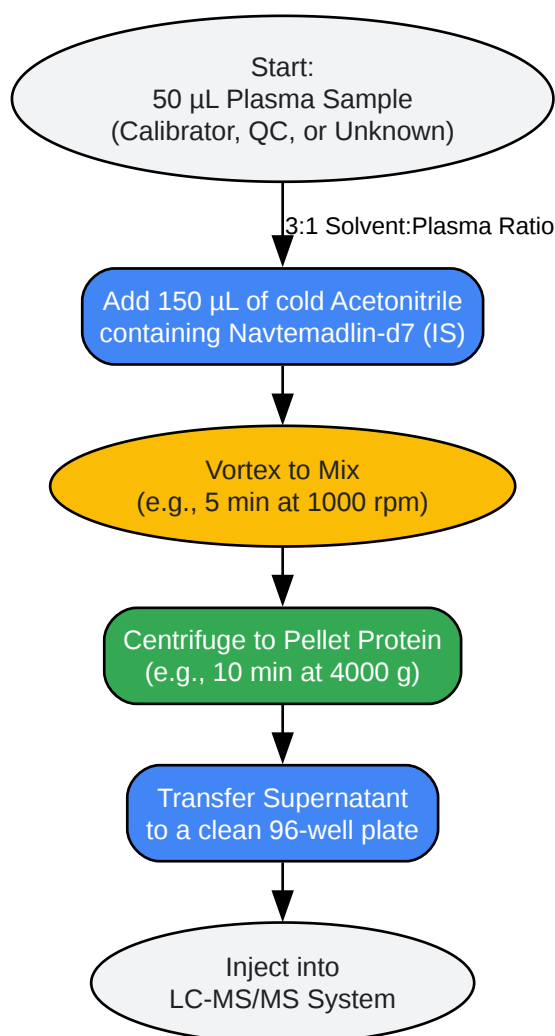 Start:
50 µL Plasma Sample
(Calibrator, QC, or Unknown)
3:1 Solvent:Plasma Ratio
Add 150 µL of cold Acetonitrile
containing Navtemadlin-d7 (IS)
Vortex to Mix
(e.g., 5 min at 1000 rpm)
Centrifuge to Pellet Protein
(e.g., 10 min at 4000 g)
Transfer Supernatant
to a clean 96-well plate
Inject into
LC-MS/MS System